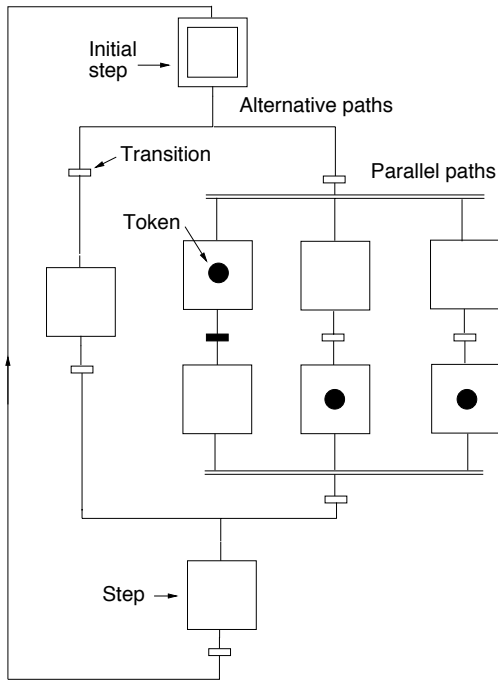 Initial
step
Alternative paths
Transition
Parallel paths
Token
Step